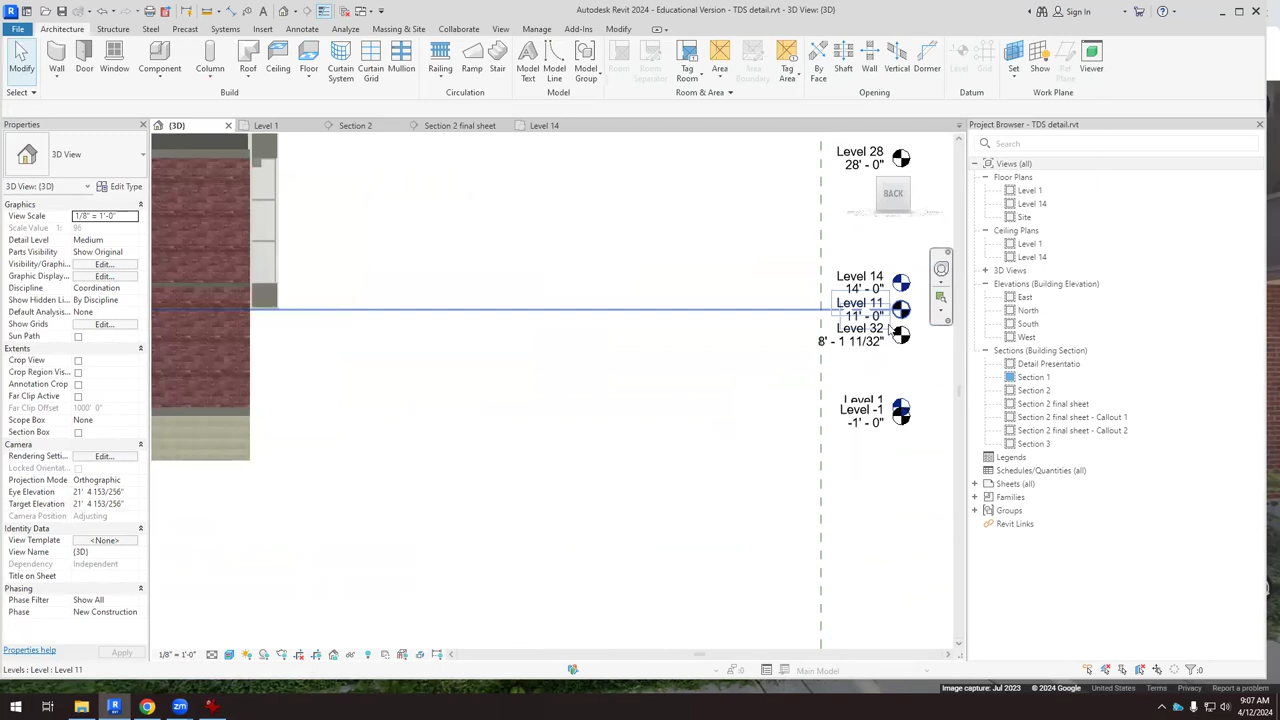 Autodesk Revit 2024 - Educational Version - TDS detail.rvt - 3D View: {3D}
Sign In
File Architecture Structure Steel Precast Systems Insert Annotate Analyze Massing & Site Collaborate View Manage Add-Ins Modify
Modify Wall Door Window Component Column Roof Ceiling Floor Curtain System Curtain Grid Mullion Railing Ramp Stair Model Text Model Line Model Group Room Room Separator Tag Room Area Area Boundary Tag Area By Face Shaft Wall Vertical Dormer Level Grid Set Show Ref Plane Viewer
Select Build Circulation Model Room & Area Opening Datum Work Plane
Properties
{3D} Level 1 Section 2 Section 2 final sheet Level 14
Project Browser - TDS detail.rvt
3D View
Search
3D View: {3D} Edit Type
Graphics
View Scale 1/8" = 1'-0"
Scale Value 1: 96
Detail Level Medium
Parts Visibility Show Original
Visibility/Graphi... Edit...
Graphic Display... Edit...
Discipline Coordination
Show Hidden Li... By Discipline
Default Analysis... None
Show Grids Edit...
Sun Path
Extents
Crop View
Crop Region Vis...
Annotation Crop
Far Clip Active
Far Clip Offset 1000' 0"
Scope Box None
Section Box
Camera
Rendering Setti... Edit...
Locked Orientat...
Projection Mode Orthographic
Eye Elevation 21' 4 153/256"
Target Elevation 21' 4 153/256"
Camera Position Adjusting
Identity Data
View Template <None>
View Name {3D}
Dependency Independent
Title on Sheet
Phasing
Phase Filter Show All
Phase New Construction
Properties help Apply
Level 28
28' - 0"
BACK
Level 14
14' - 0"
Level 11
11' - 0"
Level 32
8' - 1 11/32"
Level 1
Level -1
-1' - 0"
Views (all)
Floor Plans
Level 1
Level 14
Site
Ceiling Plans
Level 1
Level 14
3D Views
Elevations (Building Elevation)
East
North
South
West
Sections (Building Section)
Detail Presentatio
Section 1
Section 2
Section 2 final sheet
Section 2 final sheet - Callout 1
Section 2 final sheet - Callout 2
Section 3
Legends
Schedules/Quantities (all)
Sheets (all)
Families
Groups
Revit Links
1/8" = 1'-0"
Levels : Level : Level 11
:0 Main Model :0
Image capture: Jul 2023 © 2024 Google United States Terms Privacy Report a problem
9:07 AM
4/12/2024